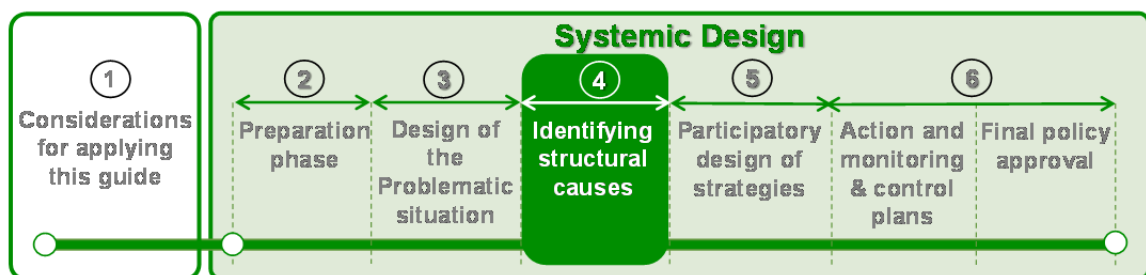 Systemic Design
1
Considerations
for applying
this guide
2
Preparation
phase
3
Design of
the
Problematic
situation
4
Identifying
structural
causes
5
Participatory
design of
strategies
6
Action and
monitoring
& control
plans
Final policy
approval